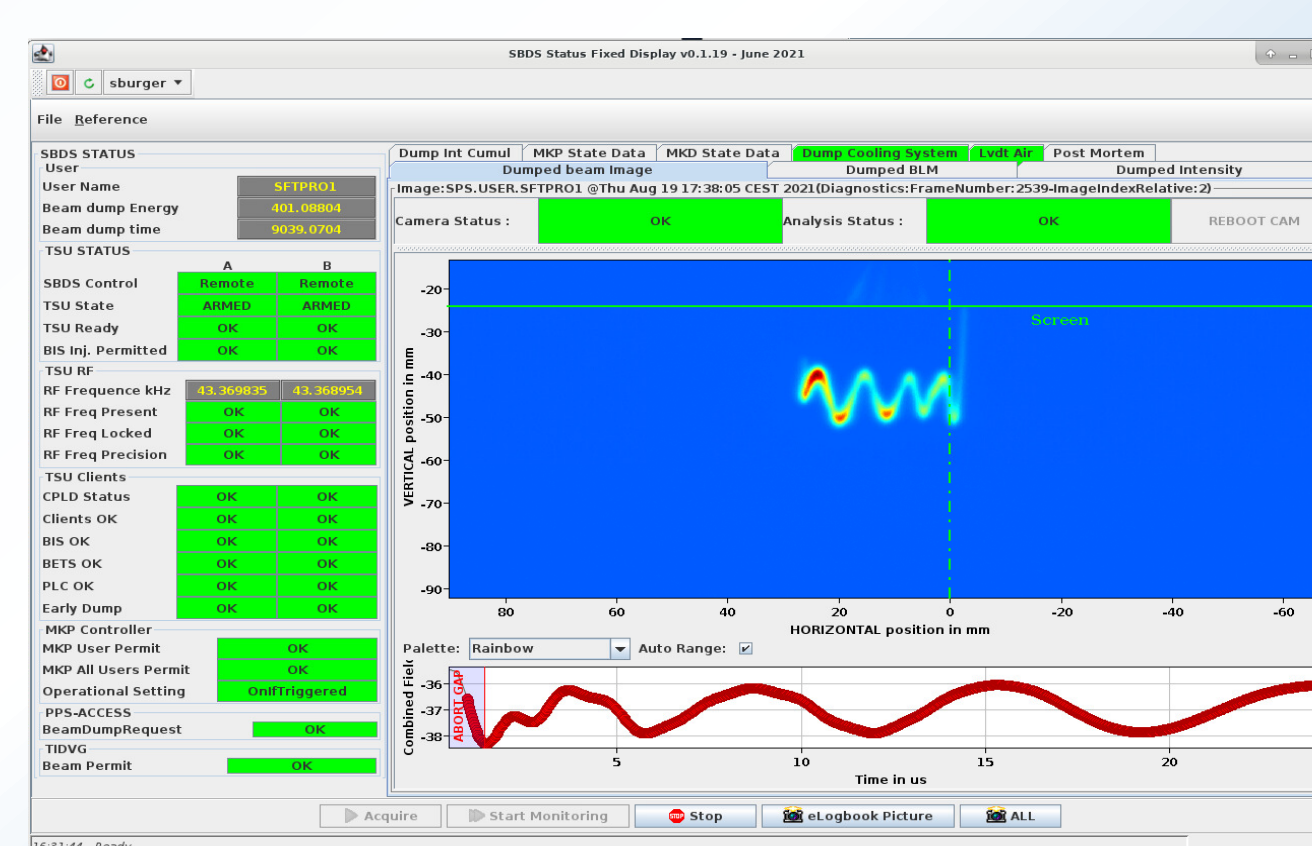 SBDS Status Fixed Display v0.1.19 - June 2021
sburger
File Reference
SBDS STATUS
User
User Name SFTPRO1
Beam dump Energy 401.08804
Beam dump time 9039.0704
TSU STATUS
A B
SBDS Control Remote Remote
TSU State ARMED ARMED
TSU Ready OK OK
BIS Inj. Permitted OK OK
TSU RF
RF Frequence kHz 43.369835 43.368954
RF Freq Present OK OK
RF Freq Locked OK OK
RF Freq Precision OK OK
TSU Clients
CPLD Status OK OK
Clients OK OK OK
BIS OK OK OK
BETS OK OK OK
PLC OK OK OK
Early Dump OK OK
MKP Controller
MKP User Permit OK
MKP All Users Permit OK
Operational Setting OnIfTriggered
PPS-ACCESS
BeamDumpRequest OK
TIDVG
Beam Permit OK
Dump Int Cumul MKP State Data MKD State Data Dump Cooling System Lvdt Air Post Mortem
Dumped beam Image Dumped BLM Dumped Intensity
Image:SPS.USER.SFTPRO1 @Thu Aug 19 17:38:05 CEST 2021(Diagnostics:FrameNumber:2539-ImageIndexRelative:2)
Camera Status : OK Analysis Status : OK REBOOT CAM
VERTICAL position in mm
-20
-30
-40
-50
-60
-70
-80
-90
Screen
80 60 40 20 0 -20 -40 -60
HORIZONTAL position in mm
Palette: Rainbow Auto Range:
Combined Fiel
-36
-37
-38
ABORT GAP
5 10 15 20
Time in us
Acquire Start Monitoring STOP Stop eLogbook Picture ALL
16:31:44 - Ready